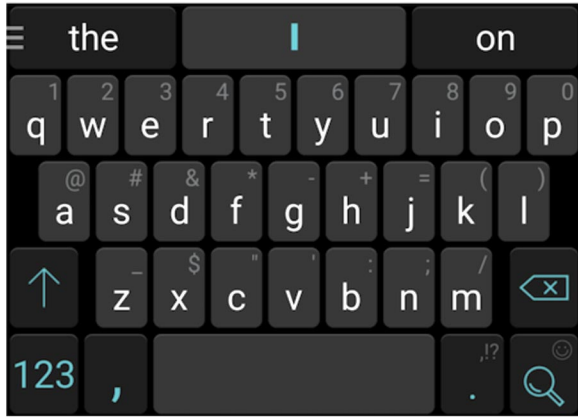 the I on
1 2 3 4 5 6 7 8 9 0
q w e r t y u i o p
@ # & * - + = ( )
a s d f g h j k l
_ $ " ' : ; /
z x c v b n m
,!?
123 , .